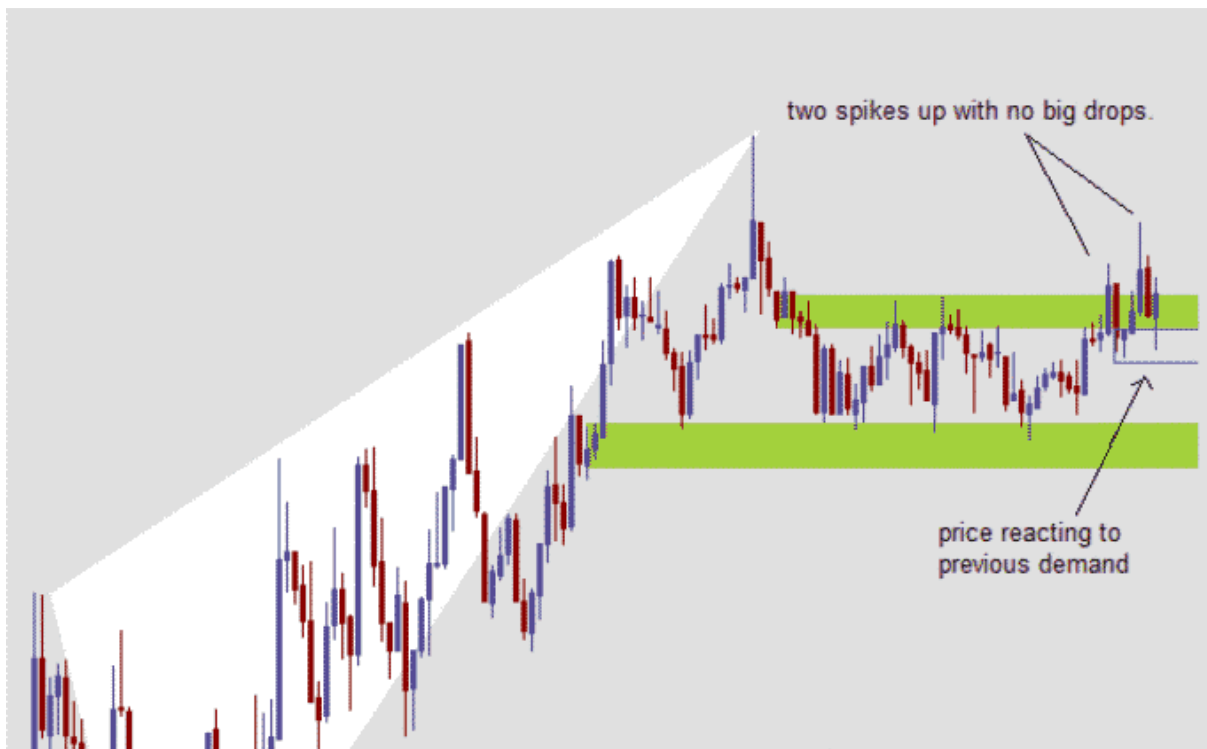 two spikes up with no big drops.
price reacting to
previous demand